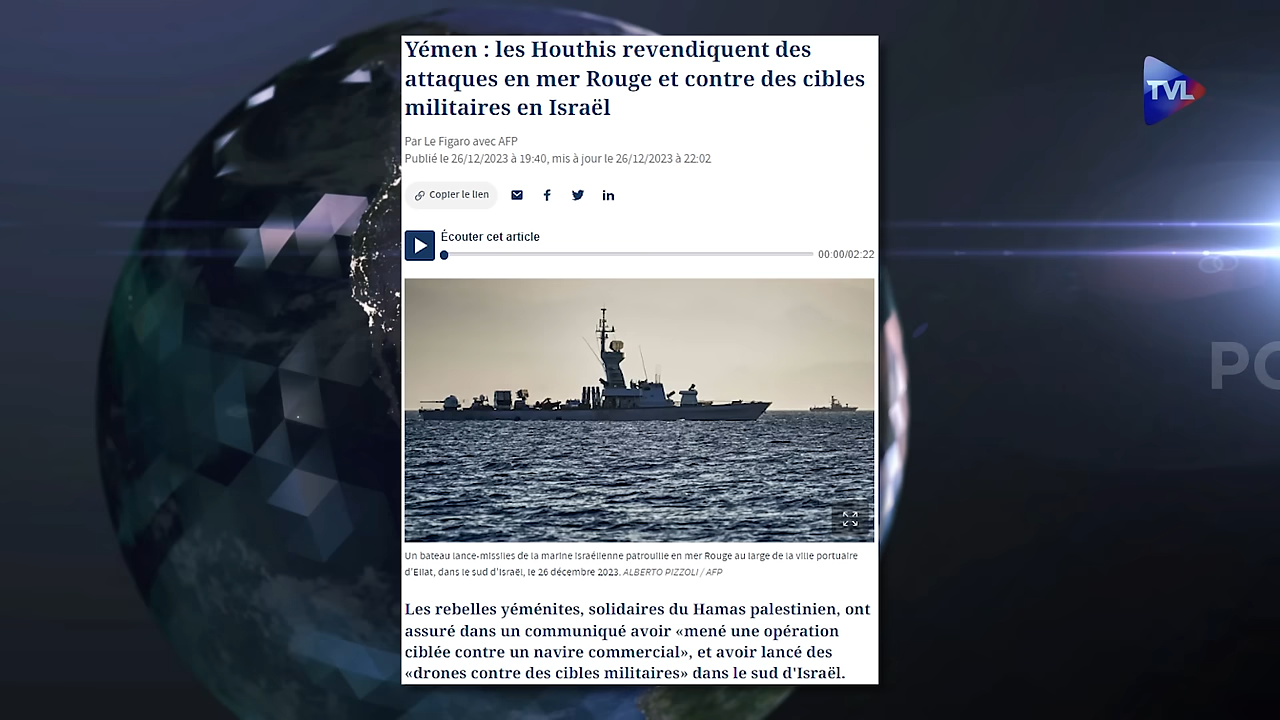 Yémen : les Houthis revendiquent des
attaques en mer Rouge et contre des cibles
militaires en Israël
TVL
Par Le Figaro avec AFP
Publié le 26/12/2023 à 19:40, mis à jour le 26/12/2023 à 22:02
Copier le lien
Écouter cet article
00:00/02:22
PO
Un bateau lance-missiles de la marine israélienne patrouille en mer Rouge au large de la ville portuaire
d'Eilat, dans le sud d'Israël, le 26 décembre 2023. ALBERTO PIZZOLI / AFP
Les rebelles yéménites, solidaires du Hamas palestinien, ont
assuré dans un communiqué avoir «mené une opération
ciblée contre un navire commercial», et avoir lancé des
«drones contre des cibles militaires» dans le sud d'Israël.